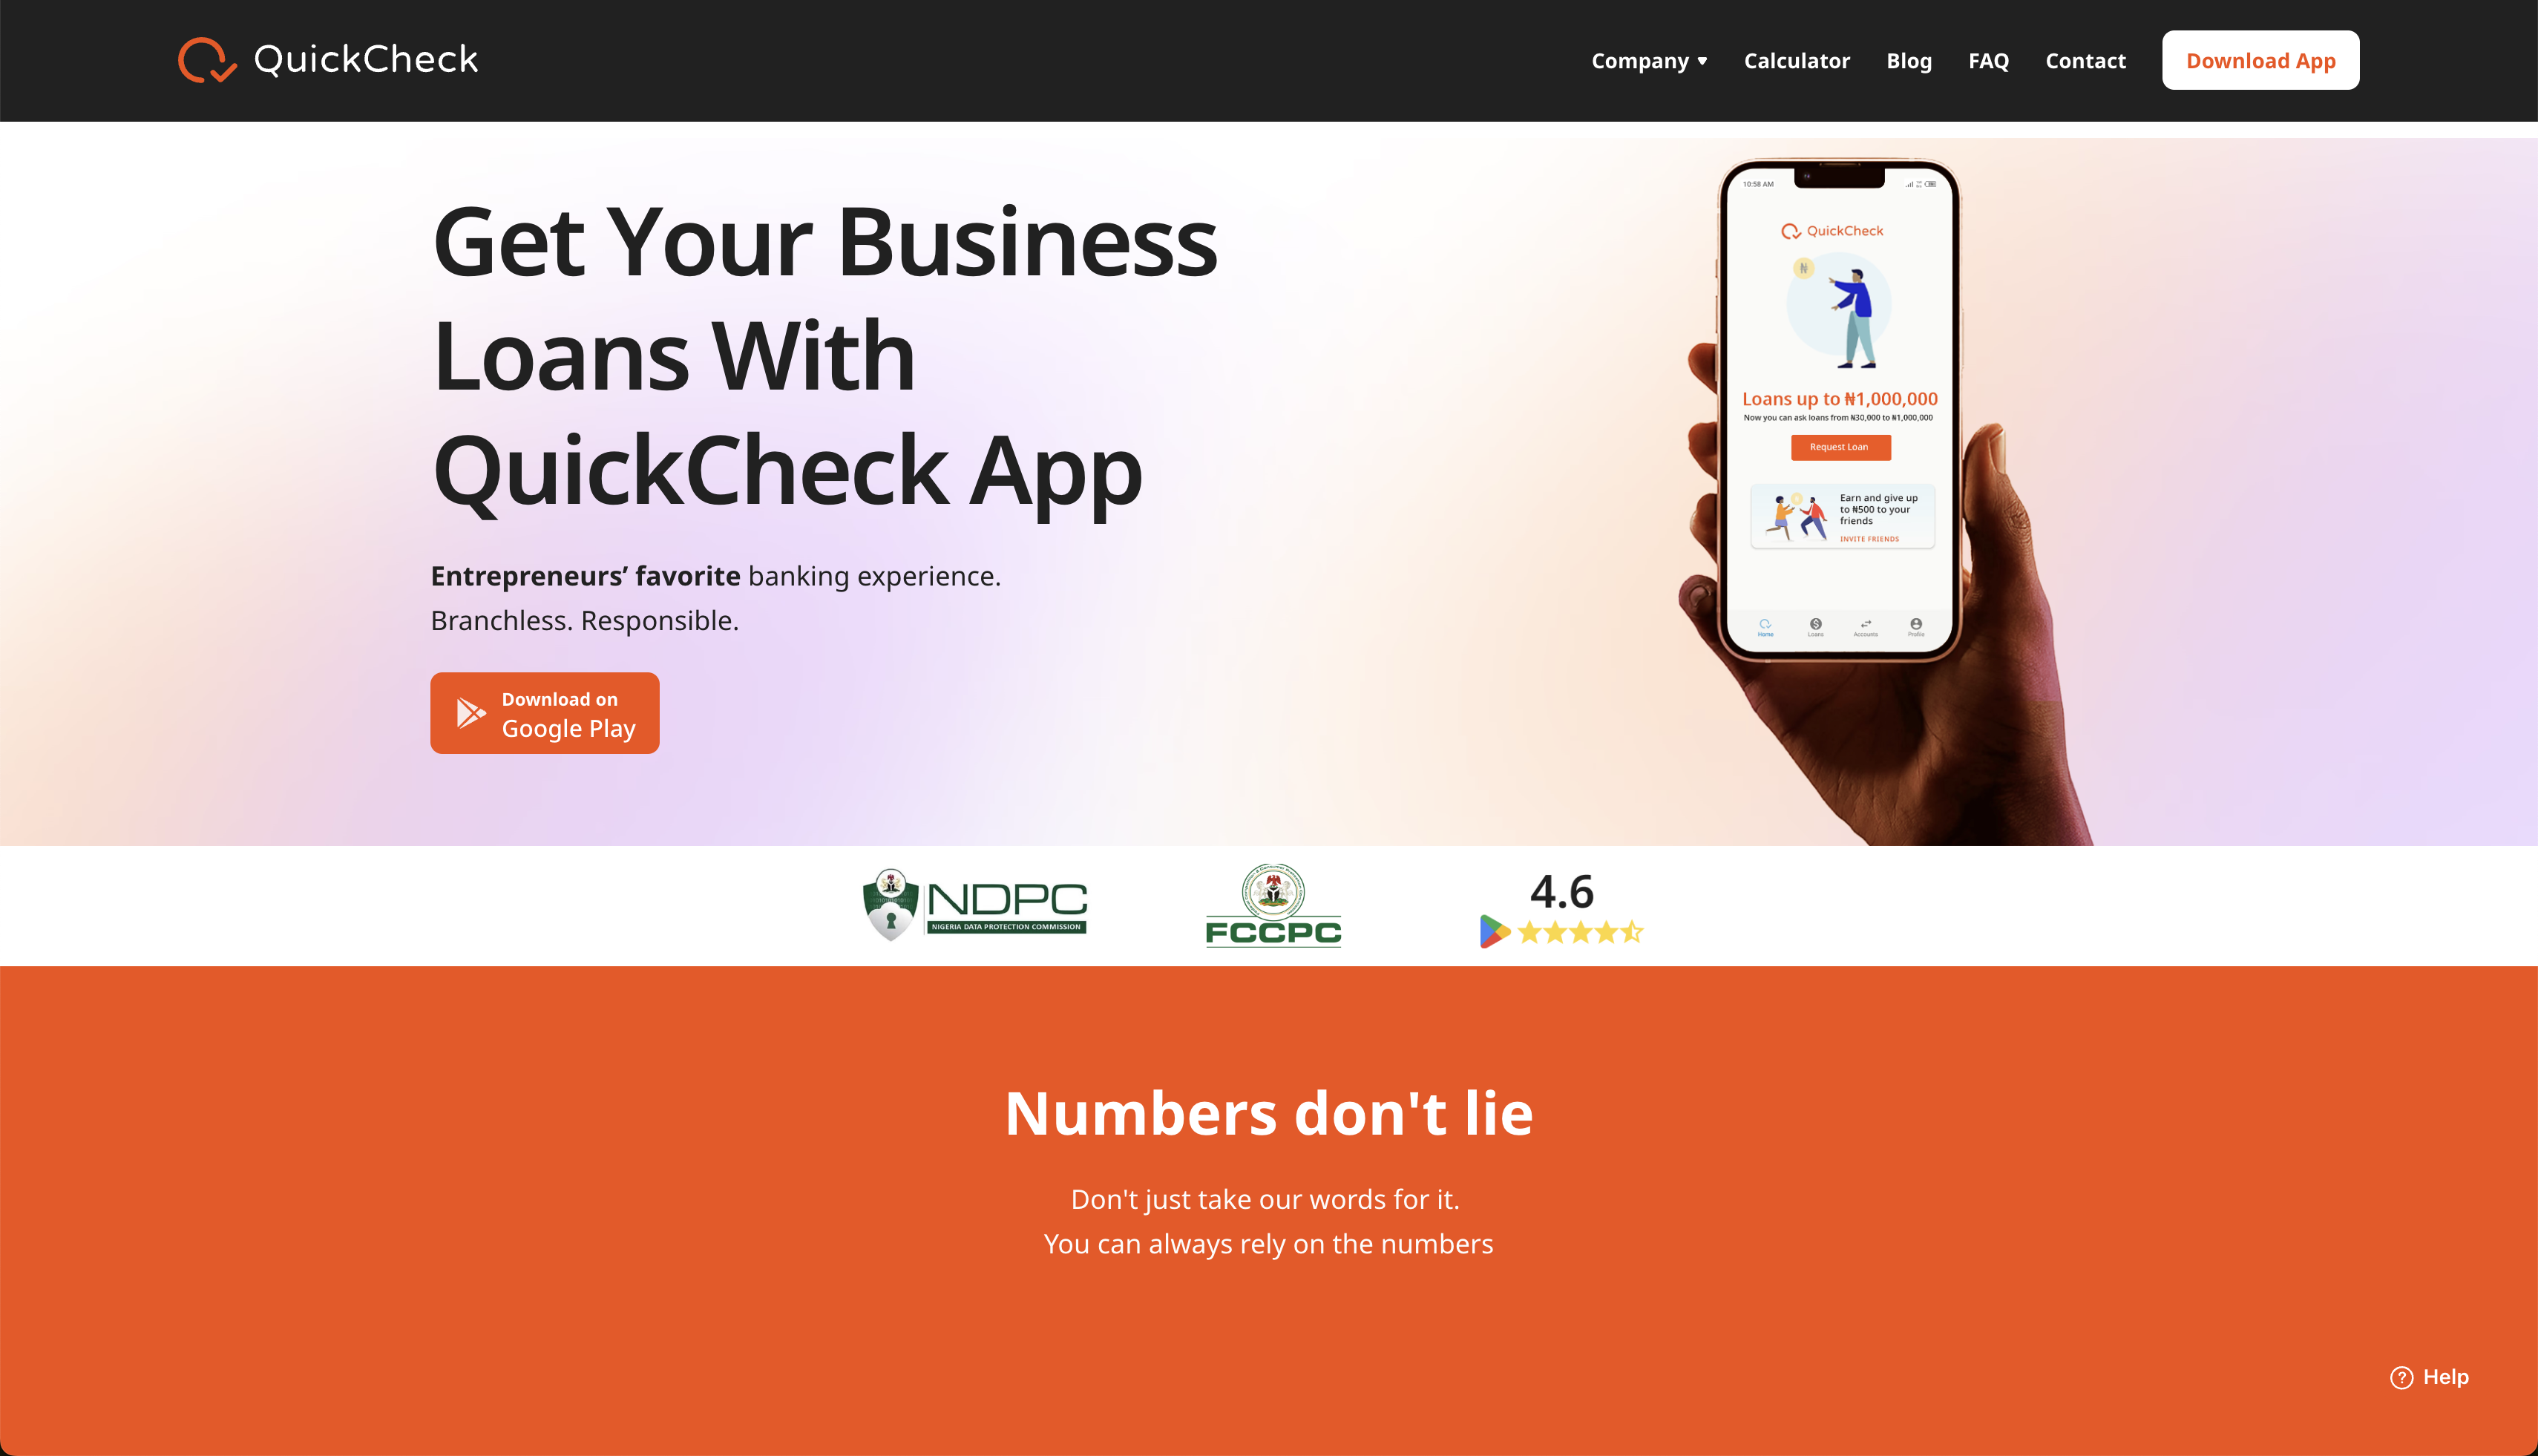 QuickCheck
Company
Calculator
Blog
FAQ
Contact
Download App
Get Your Business
Loans With
QuickCheck App
Entrepreneurs’ favorite banking experience.
Branchless. Responsible.
Download on
Google Play
10:58 AM
QuickCheck
₦
Loans up to ₦1,000,000
Now you can ask loans from ₦30,000 to ₦1,000,000
Request Loan
Earn and give up
to ₦500 to your
friends
INVITE FRIENDS
Home
Loans
Accounts
Profile
NDPC
NIGERIA DATA PROTECTION COMMISSION
FCCPC
4.6
Numbers don't lie
Don't just take our words for it.
You can always rely on the numbers
Help